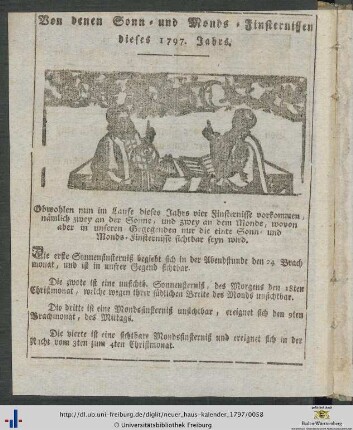 Von denen Sonn- und Monds-Finsternissen
dieses 1797. Jahrs.
Obwohlen nun im Laufe dieses Jahrs vier Finsternisse vorkommen,
nämlich zwey an der Sonne, und zwey an dem Monde, wovon
aber in unseren Gegenden nur die eine Sonn- und
Monds-Finsternisse sichtbar seyn wird.
Die erste Sonnenfinsterniß begiebt sich in der Abendstunde den 24 Brach
monat, und ist in unsrer Gegend sichtbar.
Die zwote ist eine unsichtb. Sonnenfinsterniß, des Morgens den 18ten
Christmonat, welche wegen ihrer südlichen Breite des Monds unsichtbar.
Die dritte ist eine Mondsfinsterniß unsichtbar, ereignet sich den 9ten
Brachmonat, des Mittags.
Die vierte ist eine sichtbare Mondsfinsterniß und ereignet sich in der
Nacht vom 3ten zum 4ten Christmonat.
http://dl.ub.uni-freiburg.de/diglit/neuer_haus-kalender_1797/0058
© Universitätsbibliothek Freiburg
DFG
Baden-Württemberg